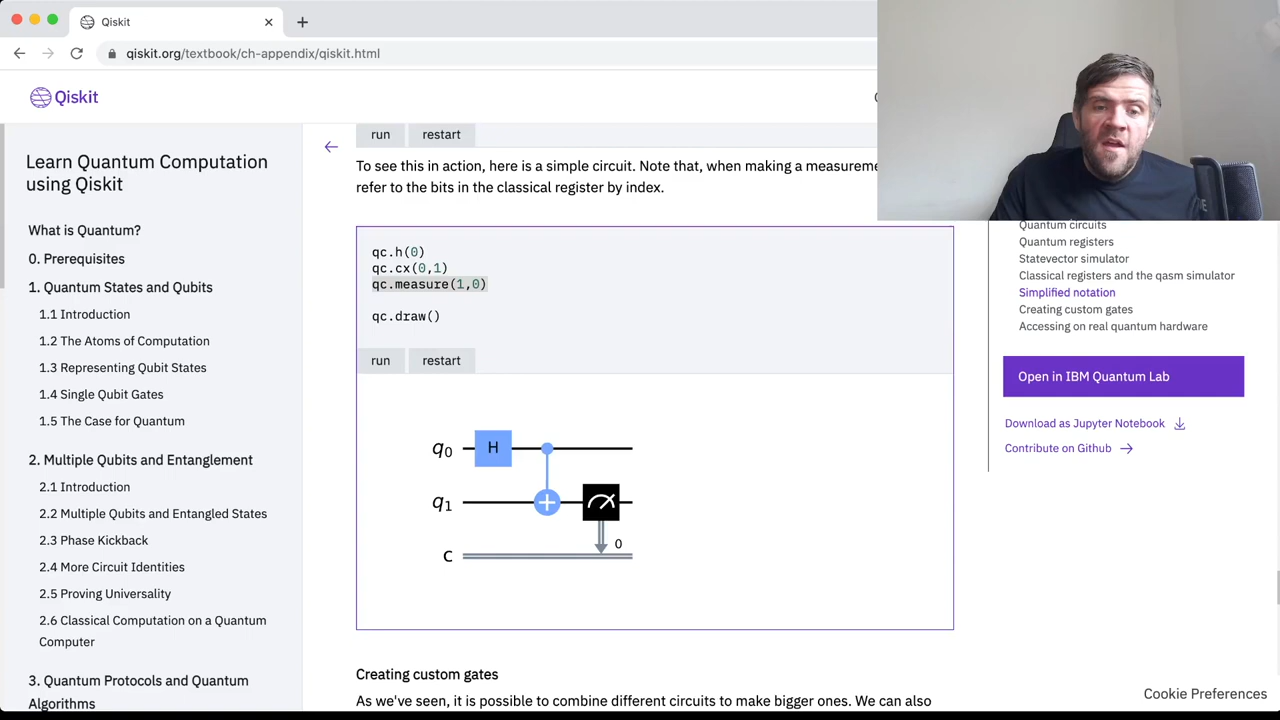 Qiskit
qiskit.org/textbook/ch-appendix/qiskit.html
Qiskit
Learn Quantum Computation
using Qiskit
What is Quantum?
0. Prerequisites
1. Quantum States and Qubits
1.1 Introduction
1.2 The Atoms of Computation
1.3 Representing Qubit States
1.4 Single Qubit Gates
1.5 The Case for Quantum
2. Multiple Qubits and Entanglement
2.1 Introduction
2.2 Multiple Qubits and Entangled States
2.3 Phase Kickback
2.4 More Circuit Identities
2.5 Proving Universality
2.6 Classical Computation on a Quantum
Computer
3. Quantum Protocols and Quantum
Algorithms
run restart
To see this in action, here is a simple circuit. Note that, when making a measureme
refer to the bits in the classical register by index.
qc.h(0)
qc.cx(0,1)
qc.measure(1,0)
qc.draw()
run restart
q0 H
q1
0
c
Creating custom gates
As we've seen, it is possible to combine different circuits to make bigger ones. We can also
Quantum circuits
Quantum registers
Statevector simulator
Classical registers and the qasm simulator
Simplified notation
Creating custom gates
Accessing on real quantum hardware
Open in IBM Quantum Lab
Download as Jupyter Notebook
Contribute on Github
Cookie Preferences